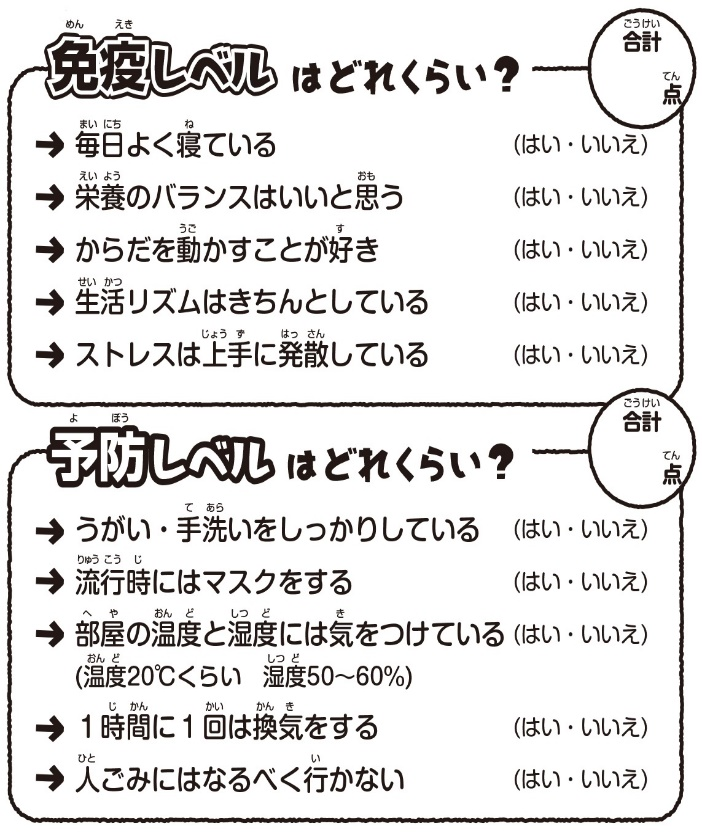 免疫レベルはどれくらい？
合計
点
毎日よく寝ている (はい・いいえ)
栄養のバランスはいいと思う (はい・いいえ)
からだを動かすことが好き (はい・いいえ)
生活リズムはきちんとしている (はい・いいえ)
ストレスは上手に発散している (はい・いいえ)
予防レベルはどれくらい？
合計
点
うがい・手洗いをしっかりしている (はい・いいえ)
流行時にはマスクをする (はい・いいえ)
部屋の温度と湿度には気をつけている (はい・いいえ)
(温度20℃くらい　湿度50～60%)
１時間に１回は換気をする (はい・いいえ)
人ごみにはなるべく行かない (はい・いいえ)